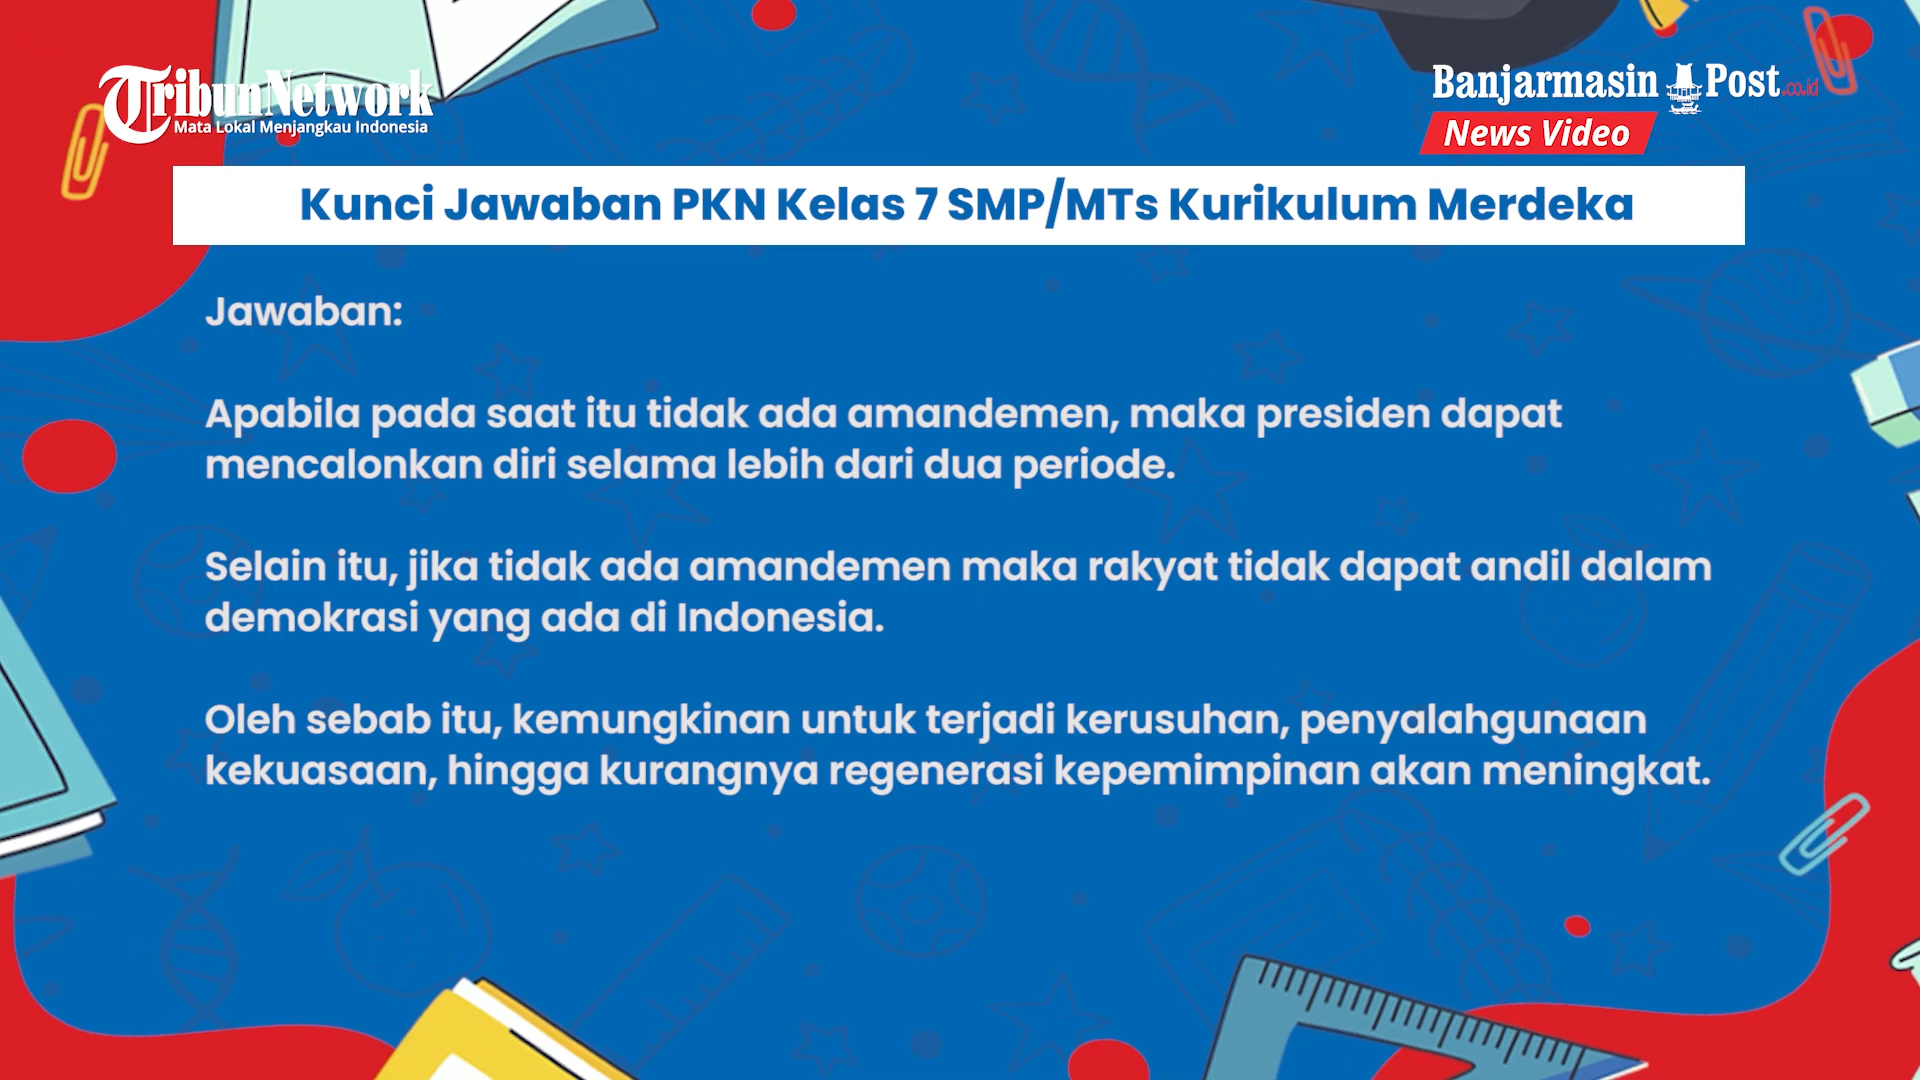 TribunNetwork
Mata Lokal Menjangkau Indonesia
Banjarmasin Post.co.id
News Video
Kunci Jawaban PKN Kelas 7 SMP/MTs Kurikulum Merdeka
Jawaban:
Apabila pada saat itu tidak ada amandemen, maka presiden dapat
mencalonkan diri selama lebih dari dua periode.
Selain itu, jika tidak ada amandemen maka rakyat tidak dapat andil dalam
demokrasi yang ada di Indonesia.
Oleh sebab itu, kemungkinan untuk terjadi kerusuhan, penyalahgunaan
kekuasaan, hingga kurangnya regenerasi kepemimpinan akan meningkat.